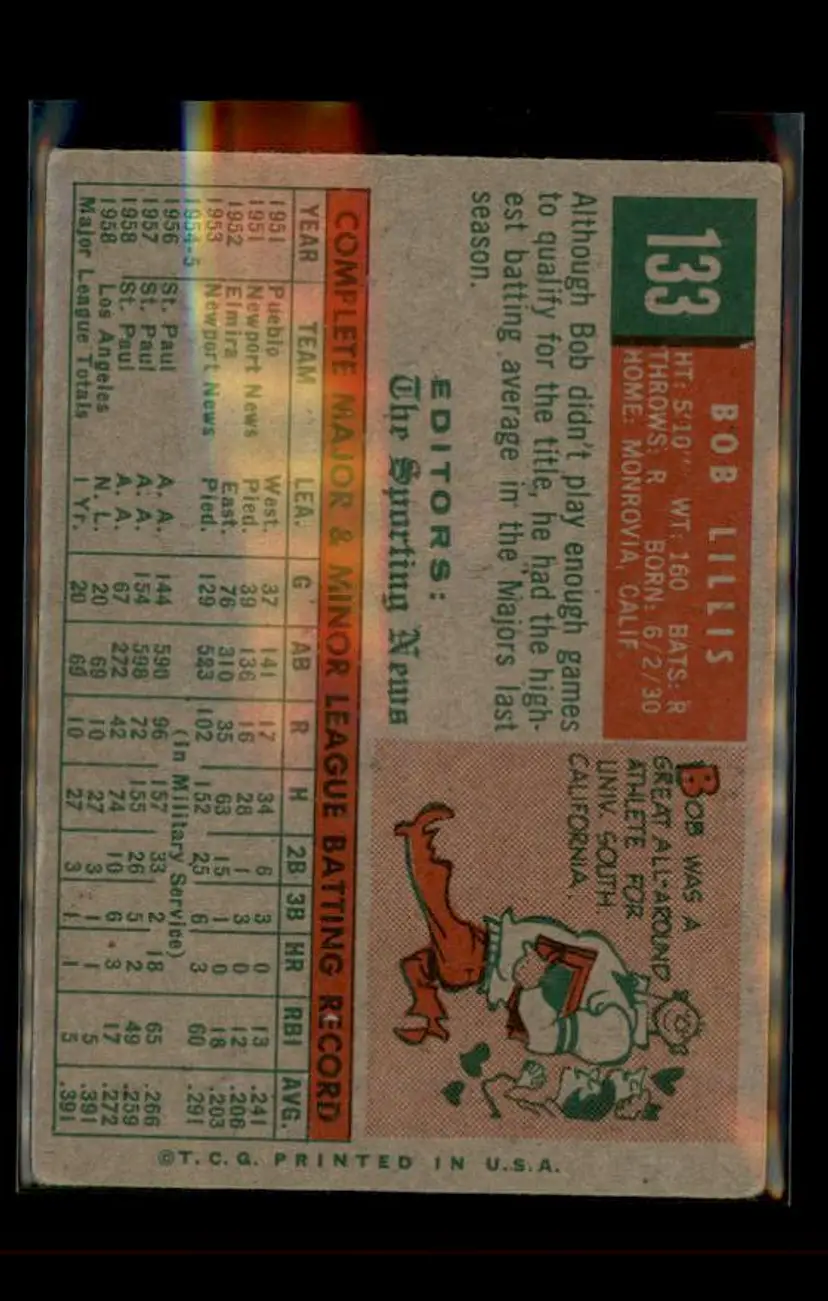 133
BOB LILLIS
HT: 5'10" WT: 160 BATS: R
THROWS: R BORN: 6/2/30
HOME: MONROVIA, CALIF.
Although Bob didn't play enough games
to qualify for the title, he had the high-
est batting average in the Majors last
season.
EDITORS:
The Sporting News
BOB WAS A
GREAT ALL-AROUND
ATHLETE FOR
UNIV. SOUTH.
CALIFORNIA.
COMPLETE MAJOR & MINOR LEAGUE BATTING RECORD
YEAR TEAM LEA. G AB R H 2B 3B HR RBI AVG.
1951 Pueblo West. 37 141 17 34 6 3 0 13 .241
1951 Newport News Pied. 39 136 16 28 1 3 0 12 .206
1952 Elmira East. 76 310 35 63 15 1 0 18 .203
1953 Newport News Pied. 129 523 102 152 25 6 3 60 .291
1954-5 (In Military Service)
1956 St. Paul A. A. 144 590 96 157 33 2 18 65 .266
1957 St. Paul A. A. 154 598 72 155 26 5 2 49 .259
1958 St. Paul A. A. 67 272 42 74 10 6 3 17 .272
1958 Los Angeles N. L. 20 69 10 27 3 1 1 5 .391
Major League Totals 1 Yr. 20 69 10 27 3 1 1 5 .391
©T.C.G. PRINTED IN U.S.A.